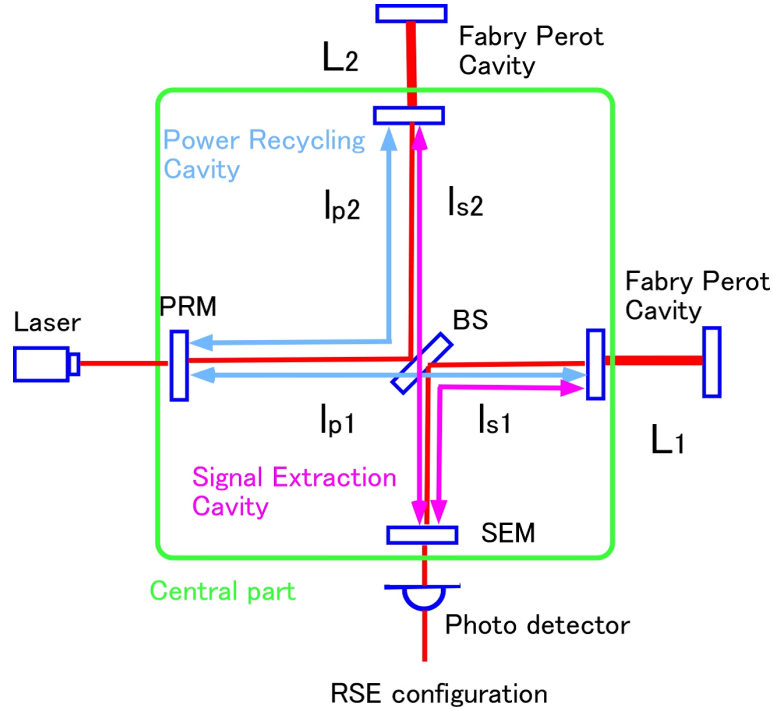 Fabry Perot
Cavity
L2
Power Recycling
Cavity
lp2
ls2
Fabry Perot
Cavity
PRM
BS
Laser
lp1
ls1
L1
Signal Extraction
Cavity
SEM
Central part
Photo detector
RSE configuration